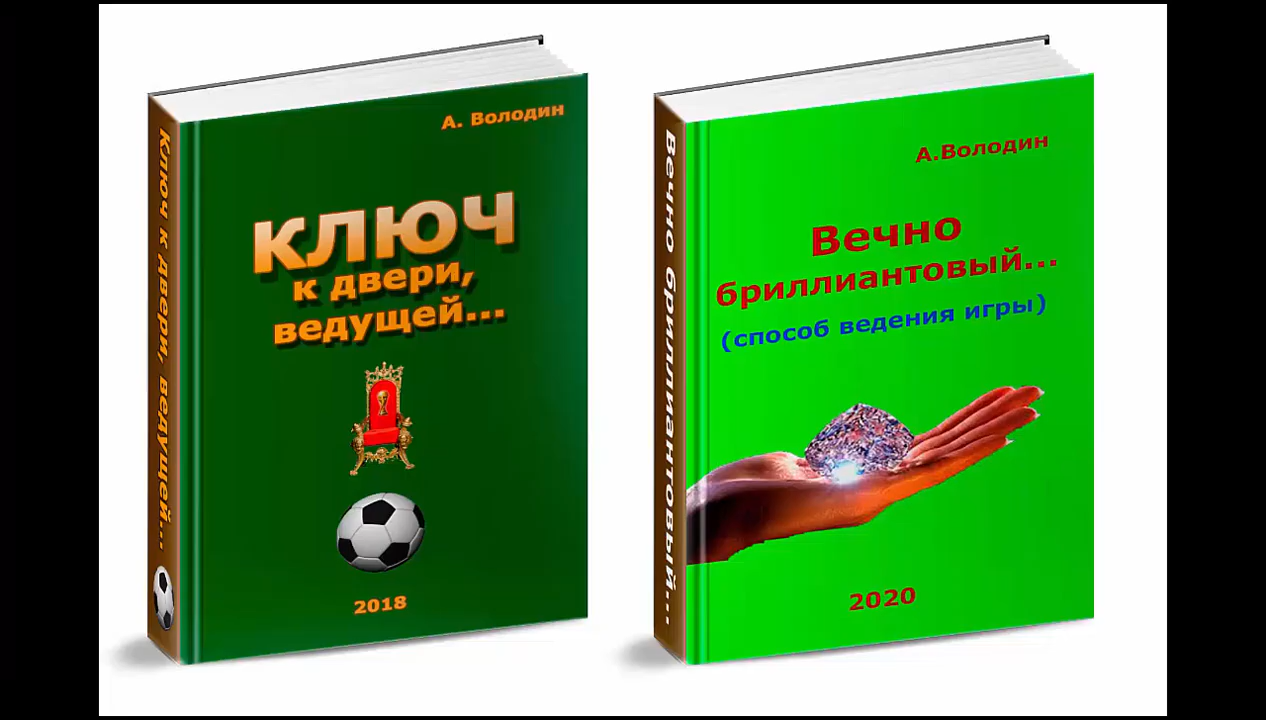 Ключ к двери, ведущей...
А. Володин
КЛЮЧ
к двери,
ведущей...
2018
Вечно бриллиантовый...
А.Володин
Вечно
бриллиантовый...
(способ ведения игры)
2020